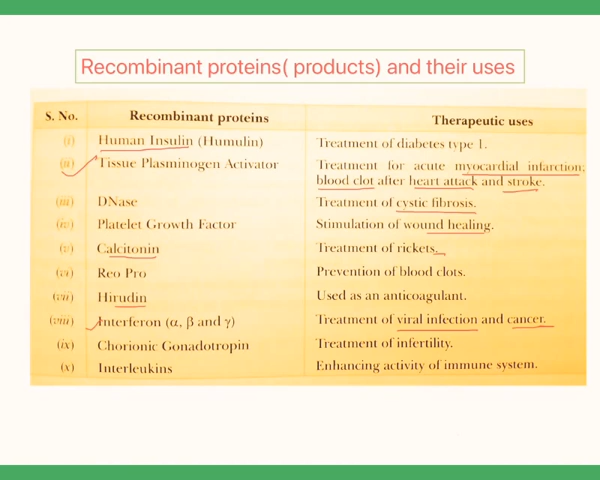 Recombinant proteins( products) and their uses
S. No. Recombinant proteins Therapeutic uses
(i) Human Insulin (Humulin) Treatment of diabetes type 1.
(ii) Tissue Plasminogen Activator Treatment for acute myocardial infarction;
blood clot after heart attack and stroke.
(iii) DNase Treatment of cystic fibrosis.
(iv) Platelet Growth Factor Stimulation of wound healing.
(v) Calcitonin Treatment of rickets.
(vi) Reo Pro Prevention of blood clots.
(vii) Hirudin Used as an anticoagulant.
(viii) Interferon (α, β and γ) Treatment of viral infection and cancer.
(ix) Chorionic Gonadotropin Treatment of infertility.
(x) Interleukins Enhancing activity of immune system.